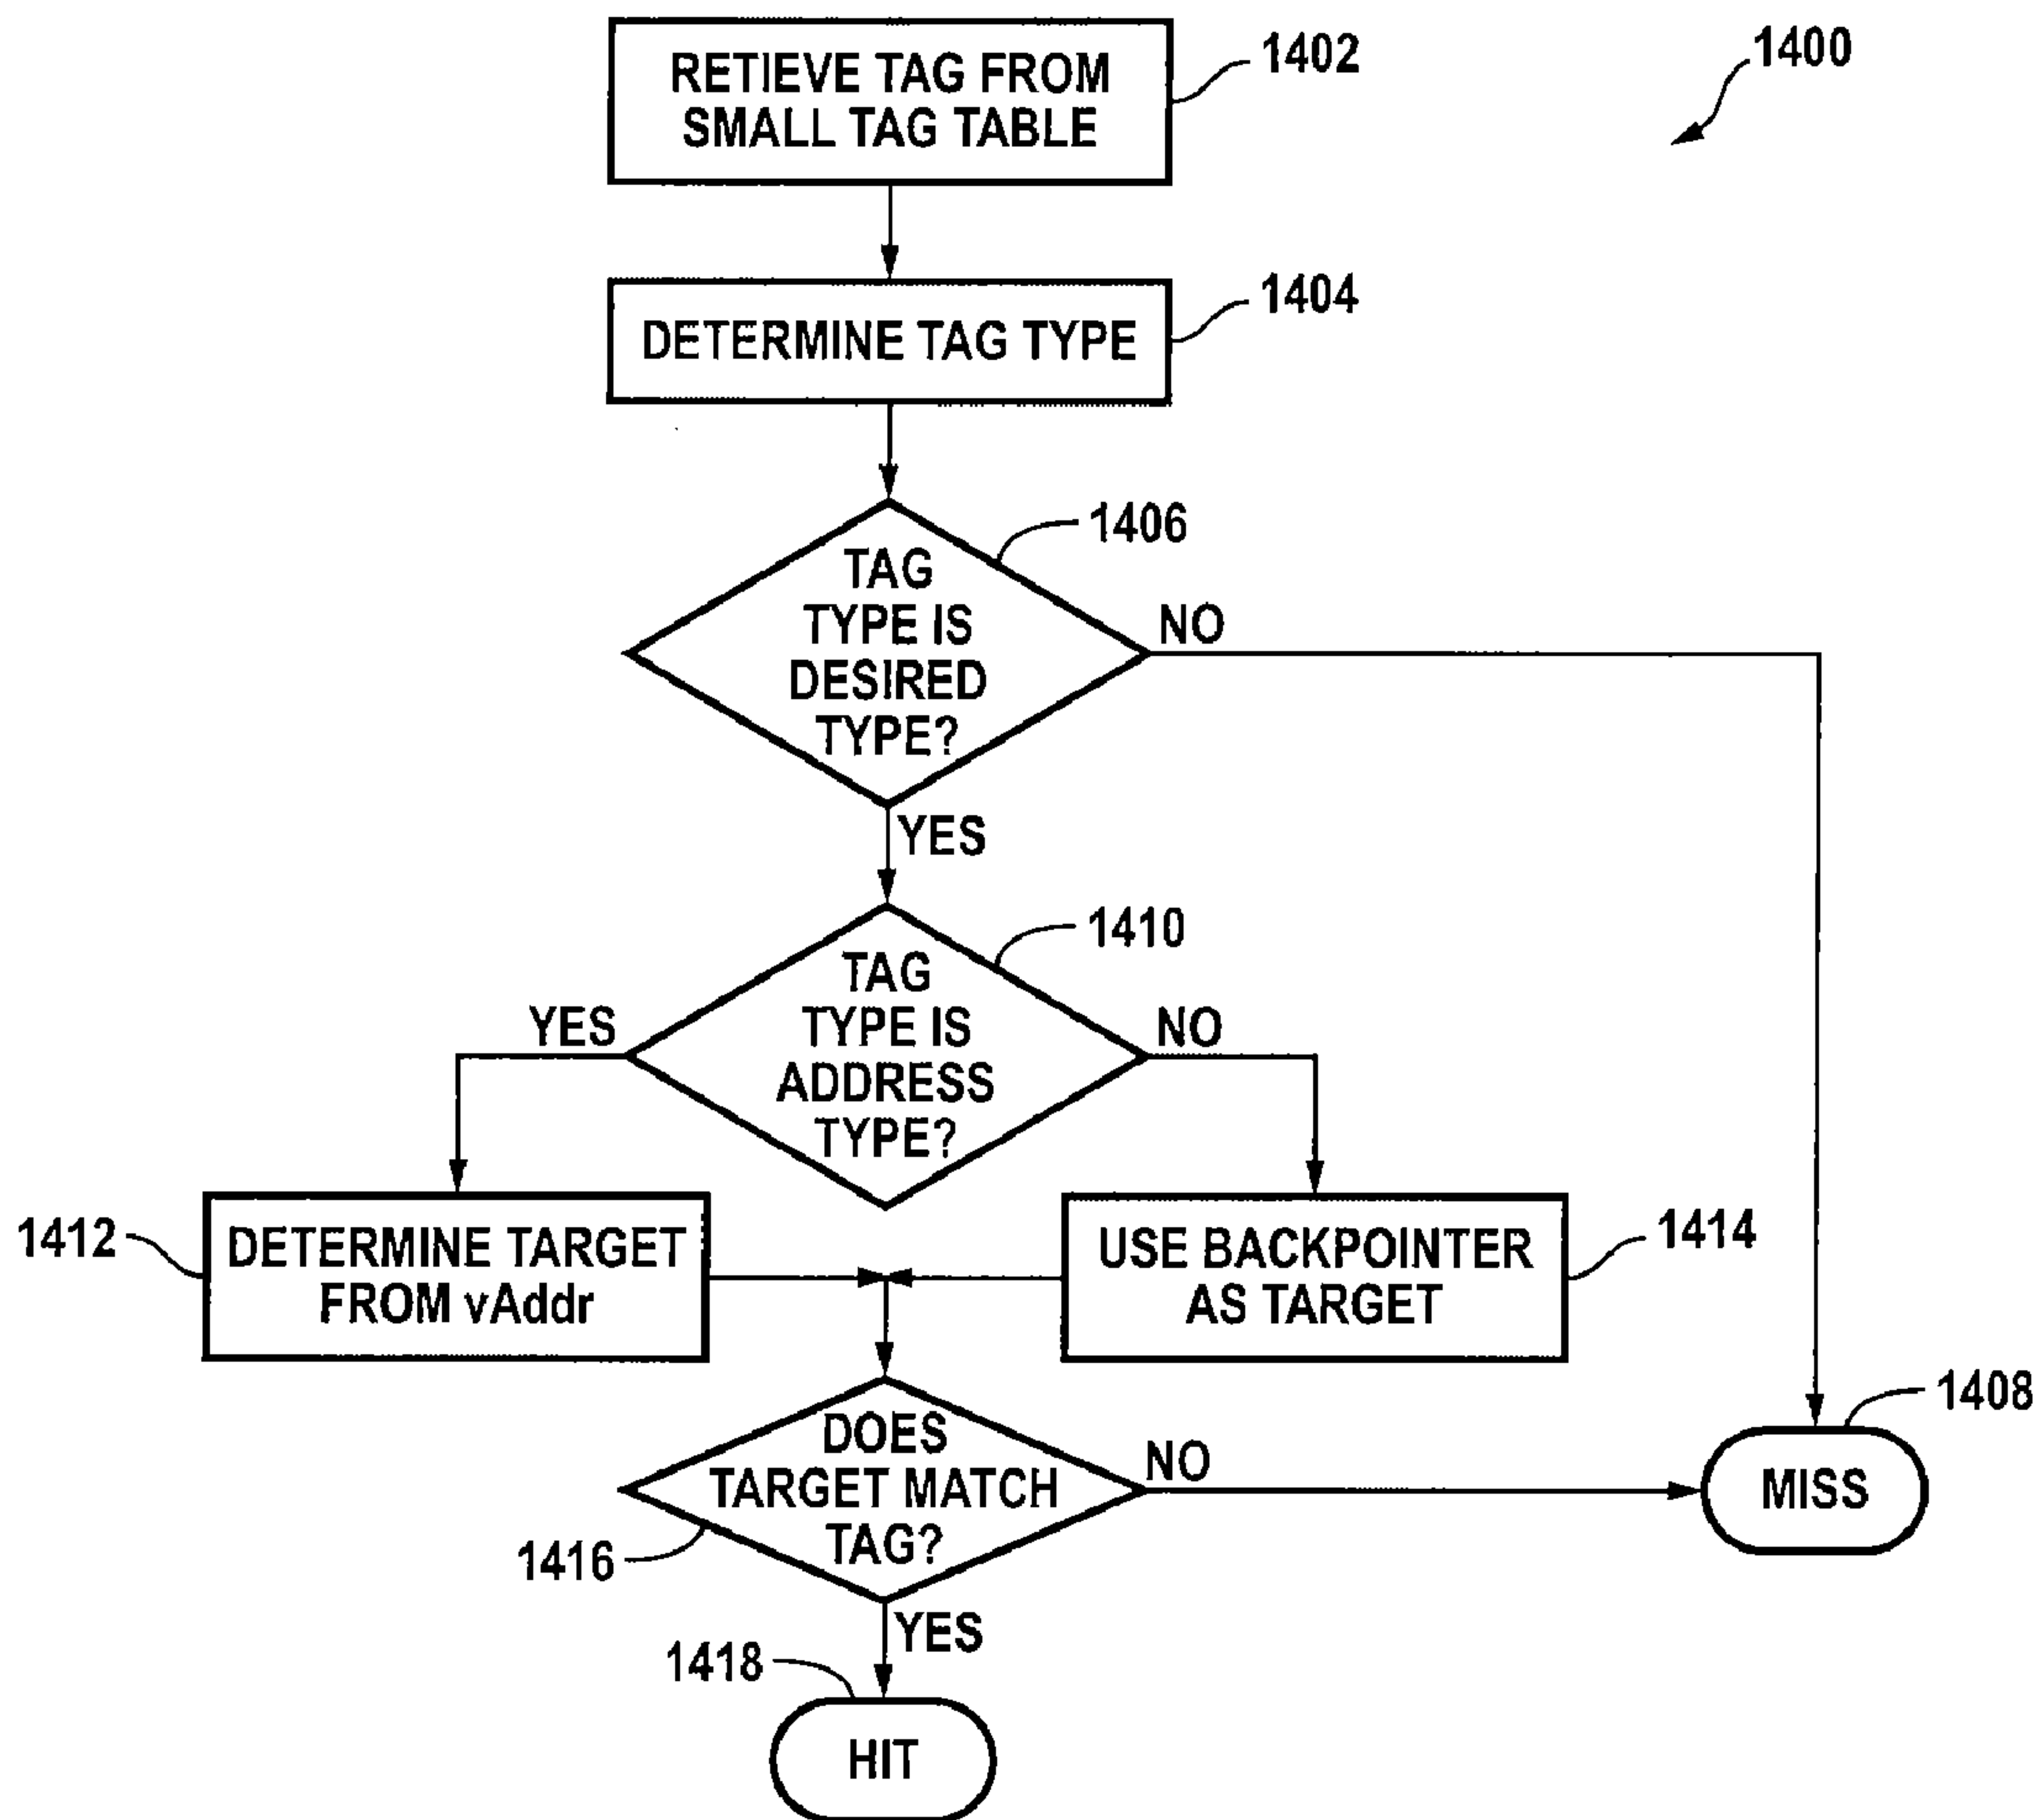 RETIEVE TAG FROM
SMALL TAG TABLE
1402
1400
DETERMINE TAG TYPE
1404
TAG
TYPE IS
DESIRED
TYPE?
1406
NO
YES
TAG
TYPE IS
ADDRESS
TYPE?
1410
YES
NO
1412
DETERMINE TARGET
FROM vAddr
USE BACKPOINTER
AS TARGET
1414
DOES
TARGET MATCH
TAG?
1416
NO
MISS
1408
YES
1418
HIT